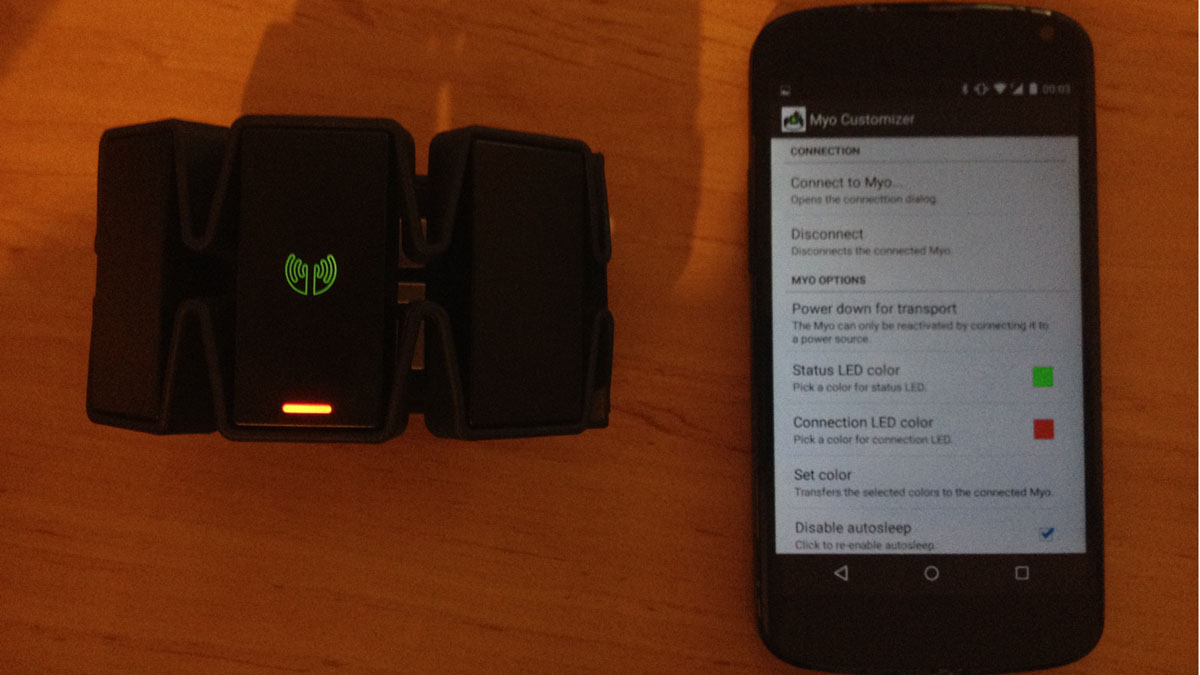 00:03
Myo Customizer
CONNECTION
Connect to Myo...
Opens the connecttion dialog.
Disconnect
Disconnects the connected Myo.
MYO OPTIONS
Power down for transport
The Myo can only be reactivated by connecting it to
a power source.
Status LED color
Pick a color for status LED.
Connection LED color
Pick a color for connection LED.
Set color
Transfers the selected colors to the connected Myo.
Disable autosleep
Click to re-enable autosleep.